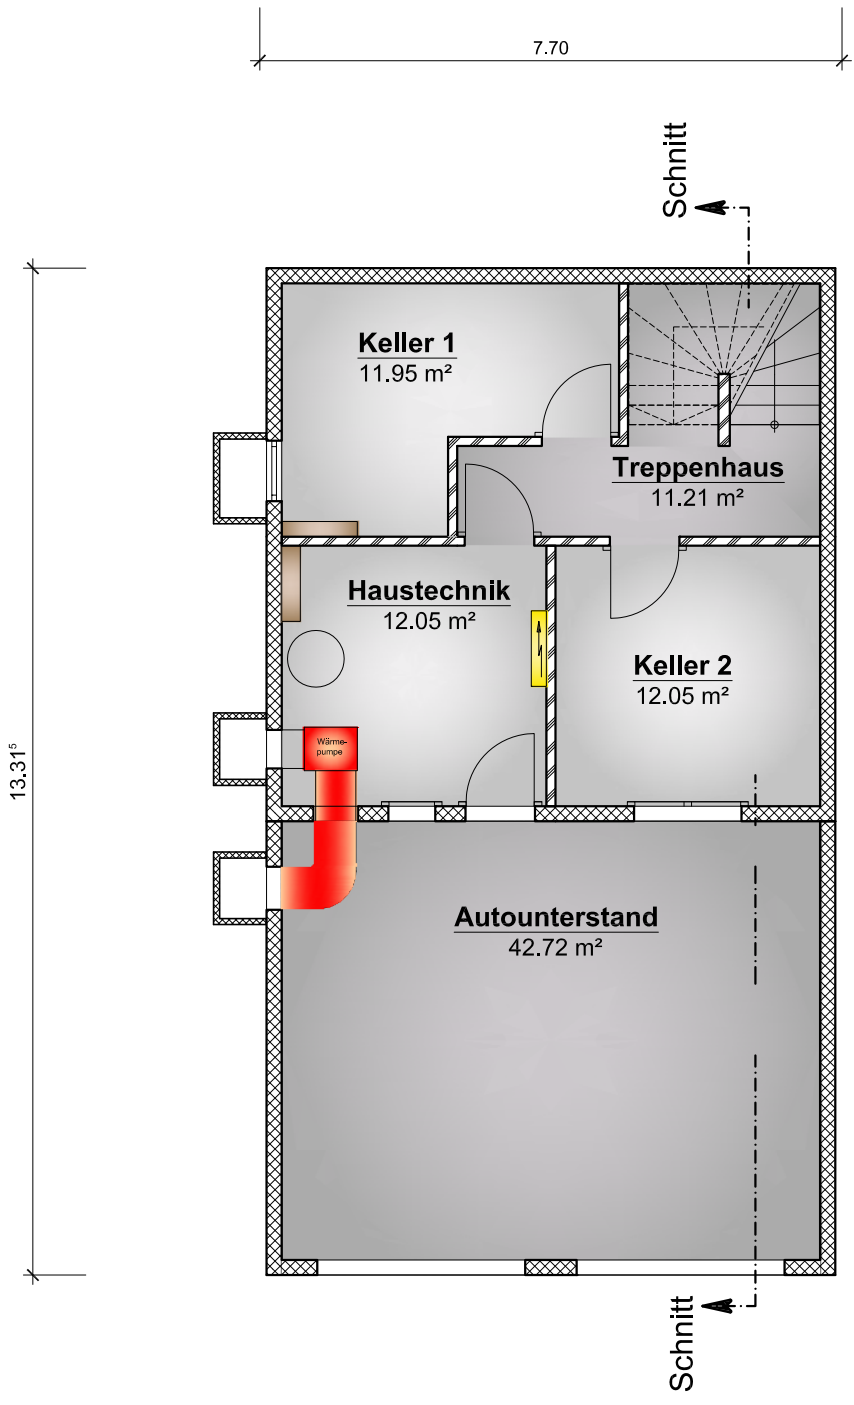 7.70
Schnitt
Keller 1
11.95 m²
Treppenhaus
11.21 m²
Haustechnik
12.05 m²
Keller 2
12.05 m²
Wärme-
pumpe
13.31⁵
Autounterstand
42.72 m²
Schnitt